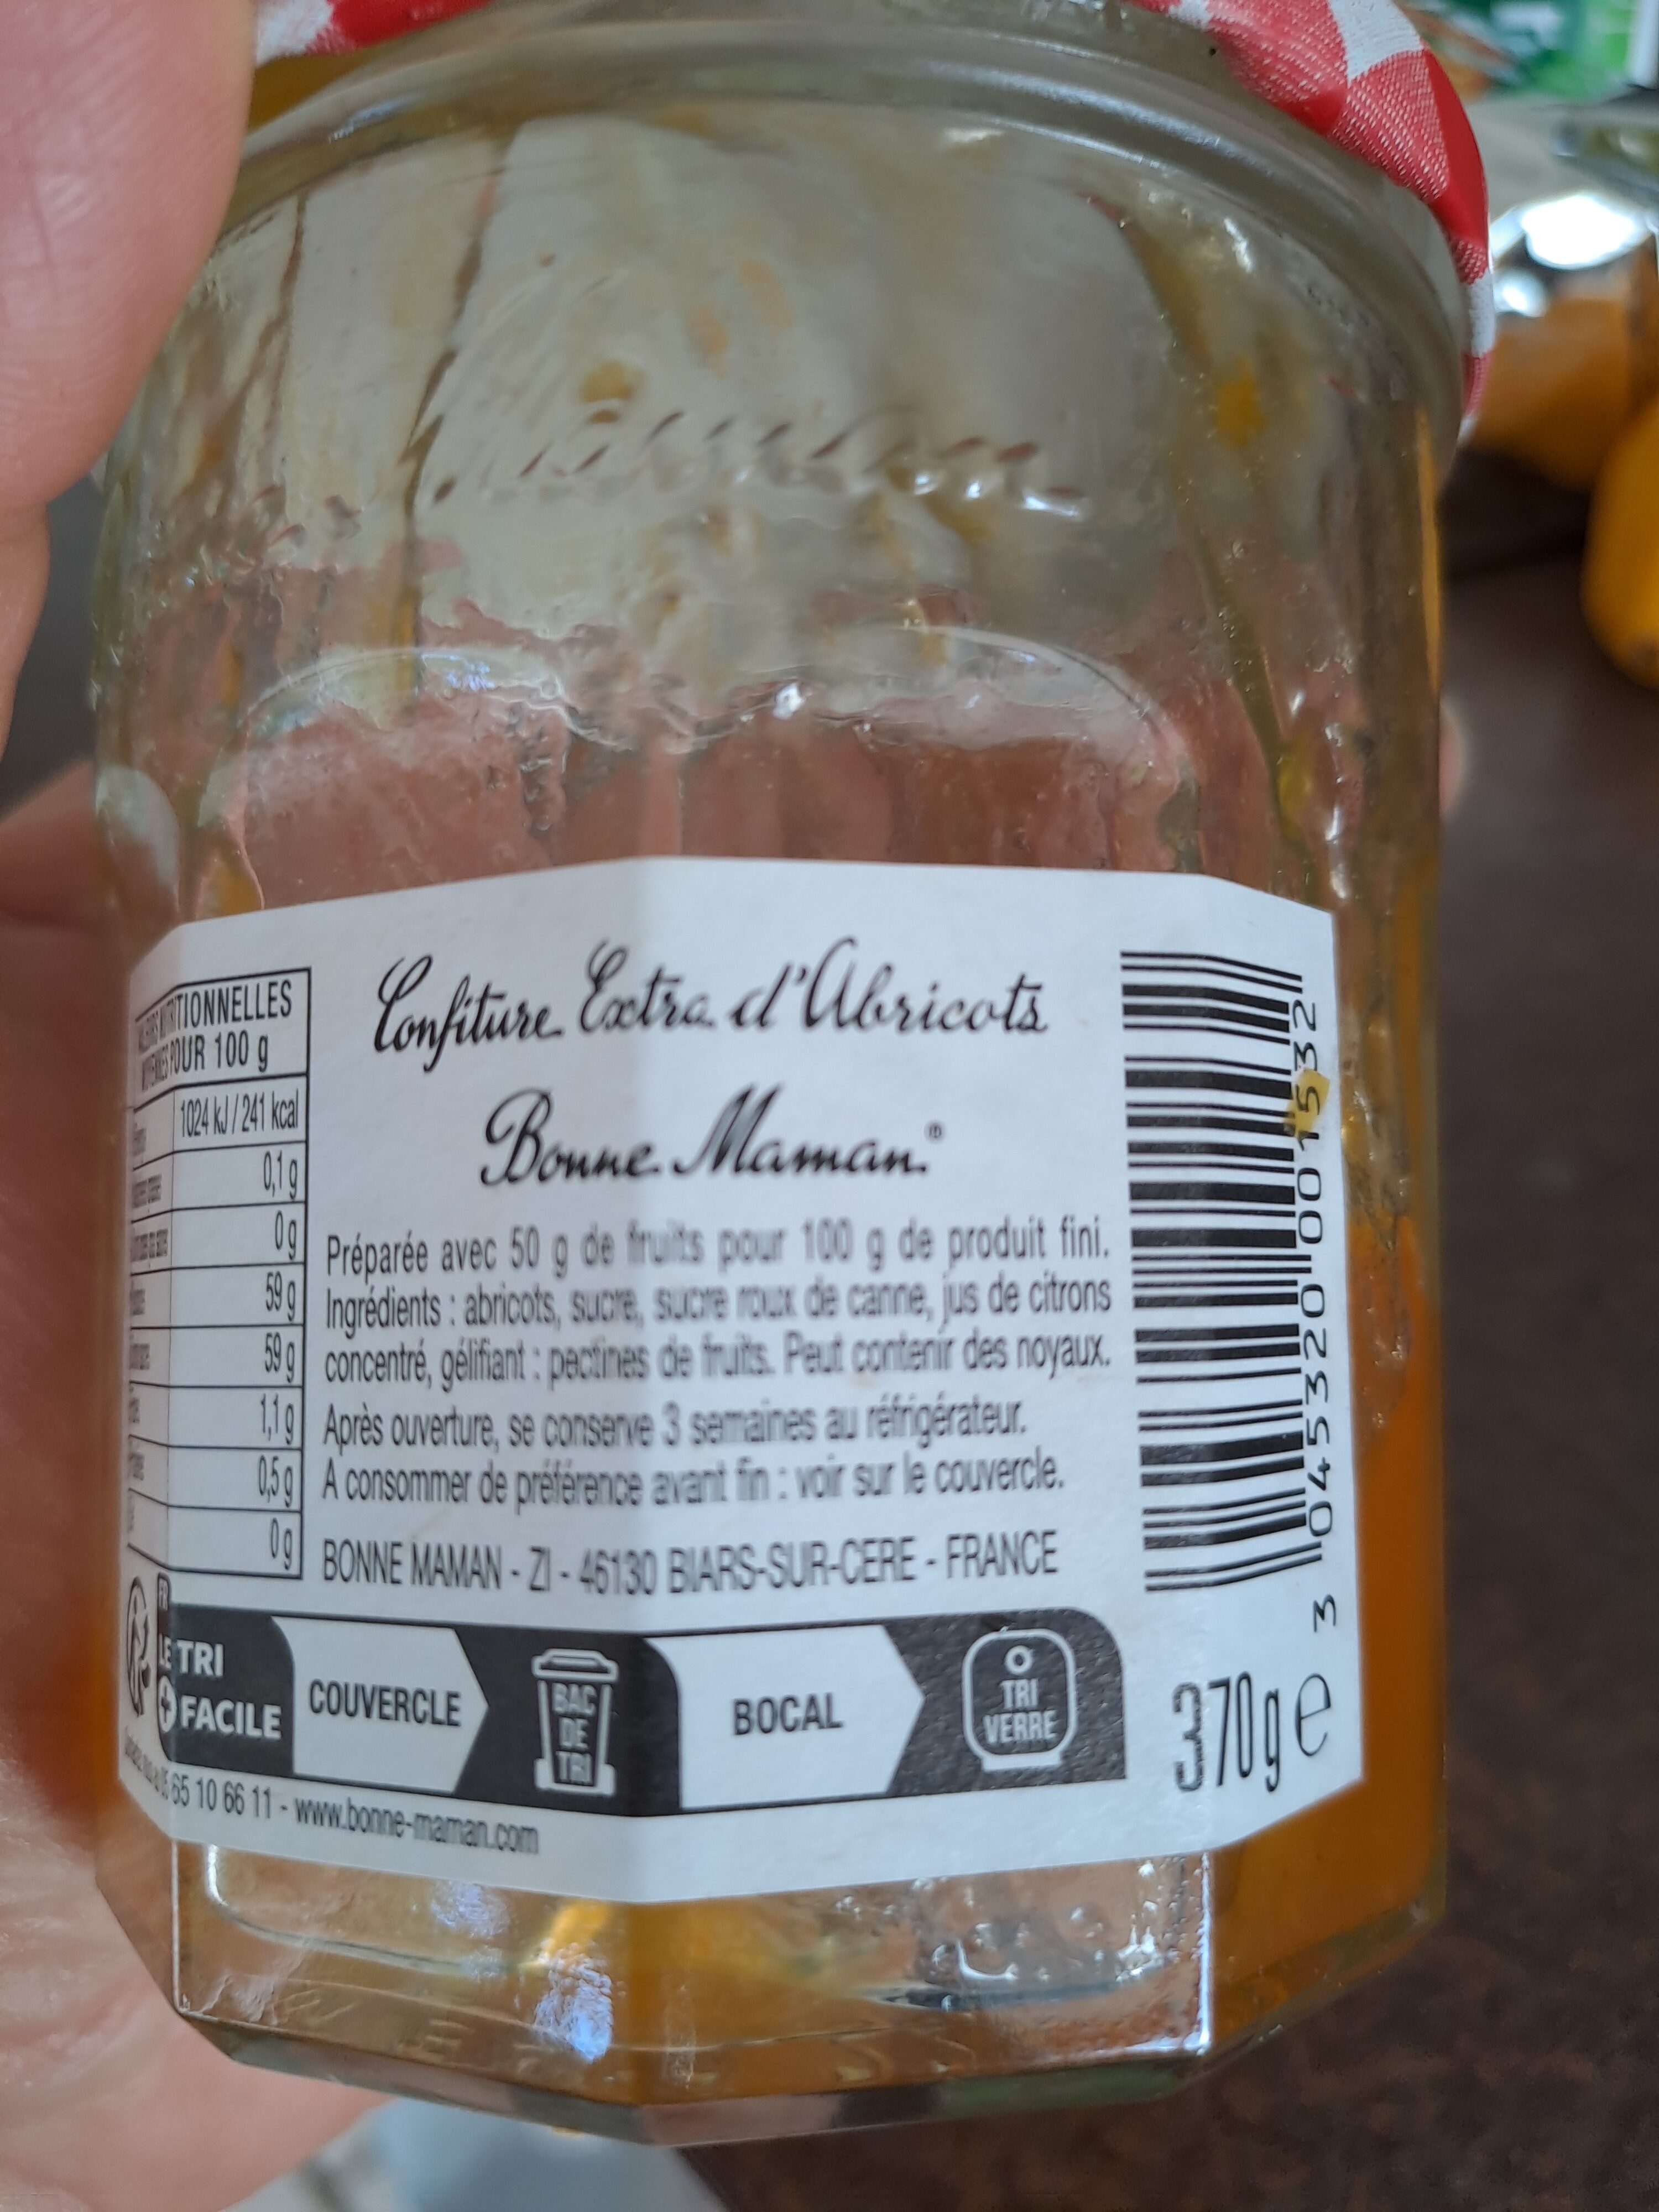 Maman
NUTRITIONNELLES
POUR 100 g
1024 kJ / 241 kcal
0,1 g
0 g
59 g
59 g
1,1 g
0,5 g
0 g
Confiture Extra d'Abricots
Bonne Maman®
Préparée avec 50 g de fruits pour 100 g de produit fini.
Ingrédients : abricots, sucre, sucre roux de canne, jus de citrons
concentré, gélifiant : pectines de fruits. Peut contenir des noyaux.
Après ouverture, se conserve 3 semaines au réfrigérateur.
A consommer de préférence avant fin : voir sur le couvercle.
BONNE MAMAN - ZI - 46130 BIARS-SUR-CERE - FRANCE
3 045320 001532
FR
LE TRI
+ FACILE
COUVERCLE
BAC
DE
TRI
BOCAL
TRI
VERRE
370 g e
05 65 10 66 11 - www.bonne-maman.com